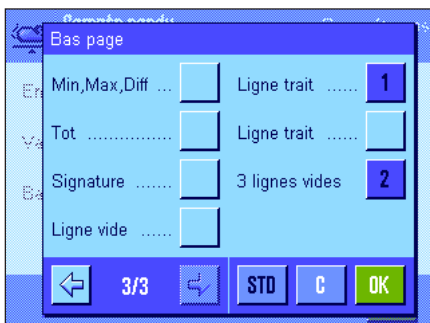 Bas page
Min,Max,Diff ...
Ligne trait ...... 1
Tot ................
Ligne trait ......
Signature .......
3 lignes vides 2
Ligne vide ......
3/3
STD
C
OK